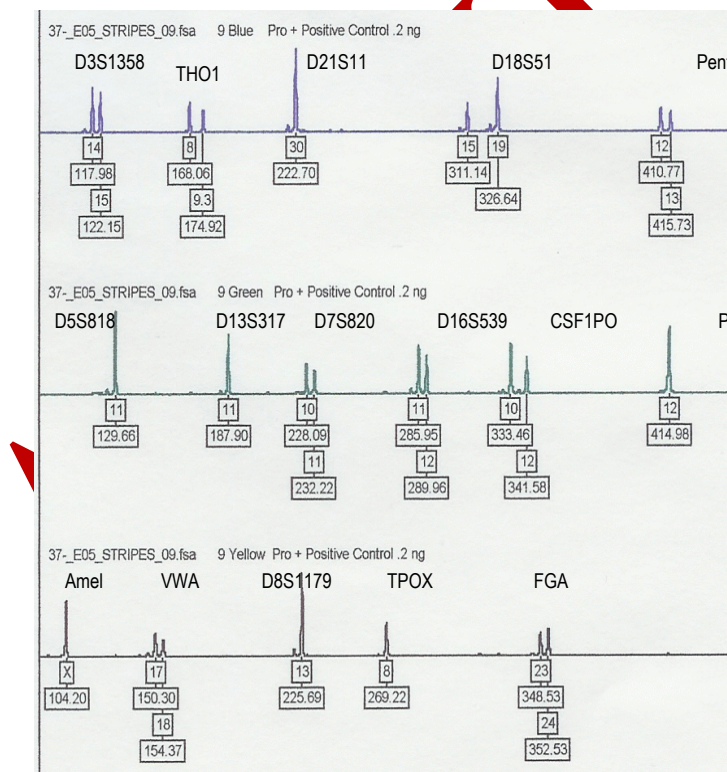 37-_E05_STRIPES_09.fsa 9 Blue Pro + Positive Control .2 ng
D3S1358 THO1 D21S11 D18S51 Pen
14 8 30 15 19 12
117.98 168.06 222.70 311.14 410.77
15 9.3 326.64 13
122.15 174.92 415.73
37-_E05_STRIPES_09.fsa 9 Green Pro + Positive Control .2 ng
D5S818 D13S317 D7S820 D16S539 CSF1PO P
11 11 10 11 10 12
129.66 187.90 228.09 285.95 333.46 414.98
11 12 12
232.22 289.96 341.58
37-_E05_STRIPES_09.fsa 9 Yellow Pro + Positive Control .2 ng
Amel VWA D8S1179 TPOX FGA
X 17 13 8 23
104.20 150.30 225.69 269.22 348.53
18 24
154.37 352.53